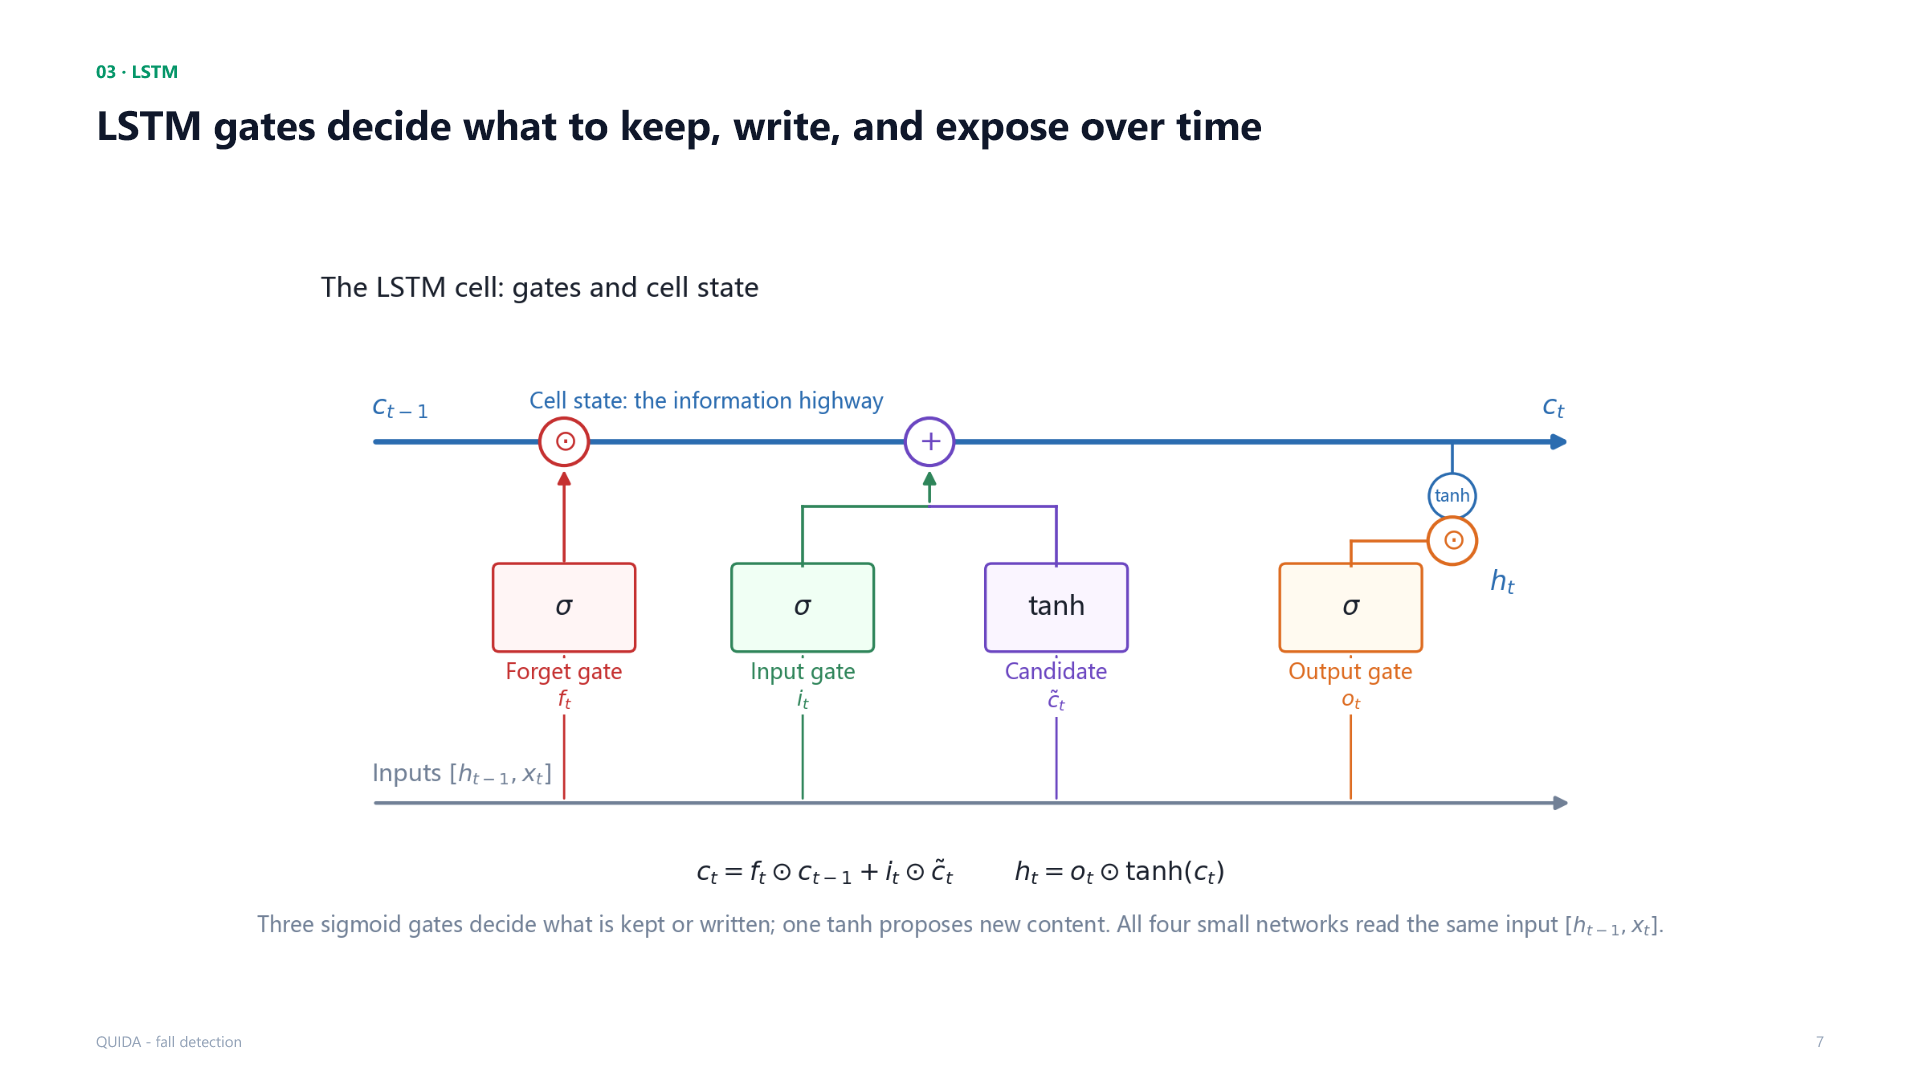 03 · LSTM
LSTM gates decide what to keep, write, and expose over time
The LSTM cell: gates and cell state
Cell state: the information highway
c_{t−1}
c_t
⊙
+
tanh
⊙
h_t
σ
σ
tanh
σ
Forget gate
f_t
Input gate
i_t
Candidate
c̃_t
Output gate
o_t
Inputs [h_{t−1}, x_t]
c_t = f_t ⊙ c_{t−1} + i_t ⊙ c̃_t h_t = o_t ⊙ tanh(c_t)
Three sigmoid gates decide what is kept or written; one tanh proposes new content. All four small networks read the same input [h_{t−1}, x_t].
QUIDA - fall detection
7